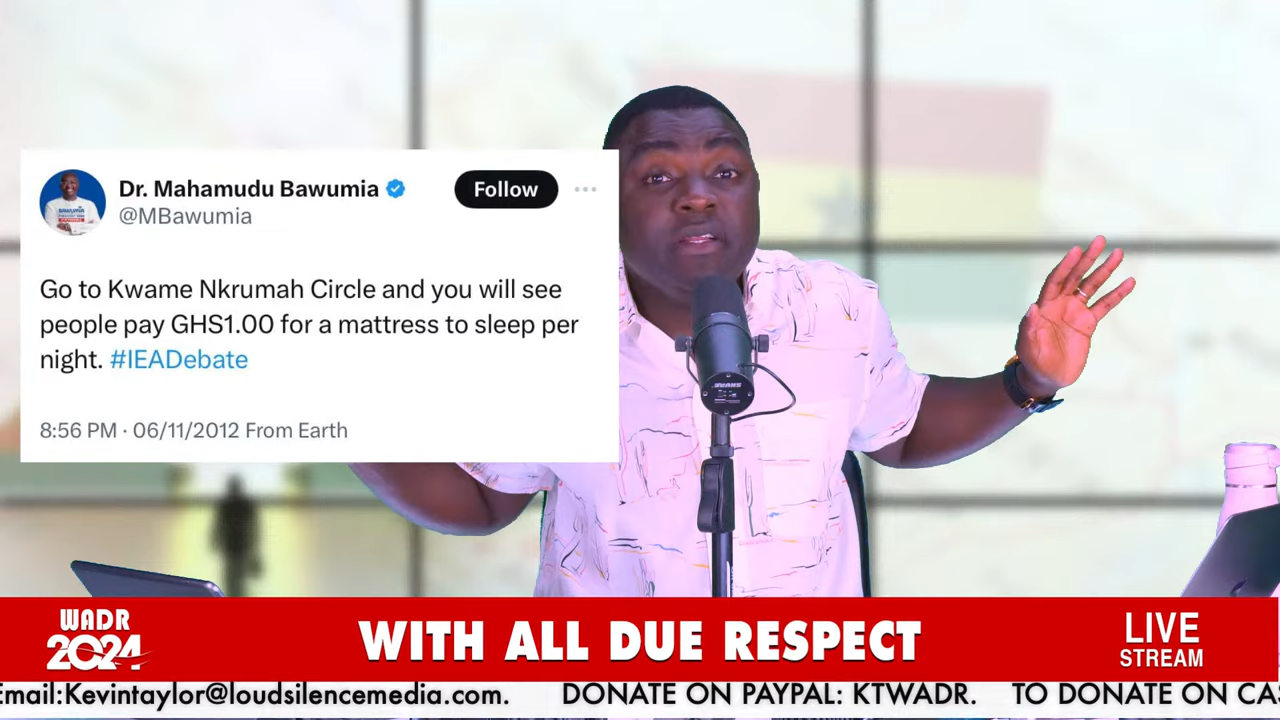 Dr. Mahamudu Bawumia
@MBawumia
Follow
Go to Kwame Nkrumah Circle and you will see
people pay GHS1.00 for a mattress to sleep per
night. #IEADebate
8:56 PM · 06/11/2012 From Earth
SHURE
WADR
2024
WITH ALL DUE RESPECT
LIVE
STREAM
Email:Kevintaylor@loudsilencemedia.com. DONATE ON PAYPAL: KTWADR. TO DONATE ON